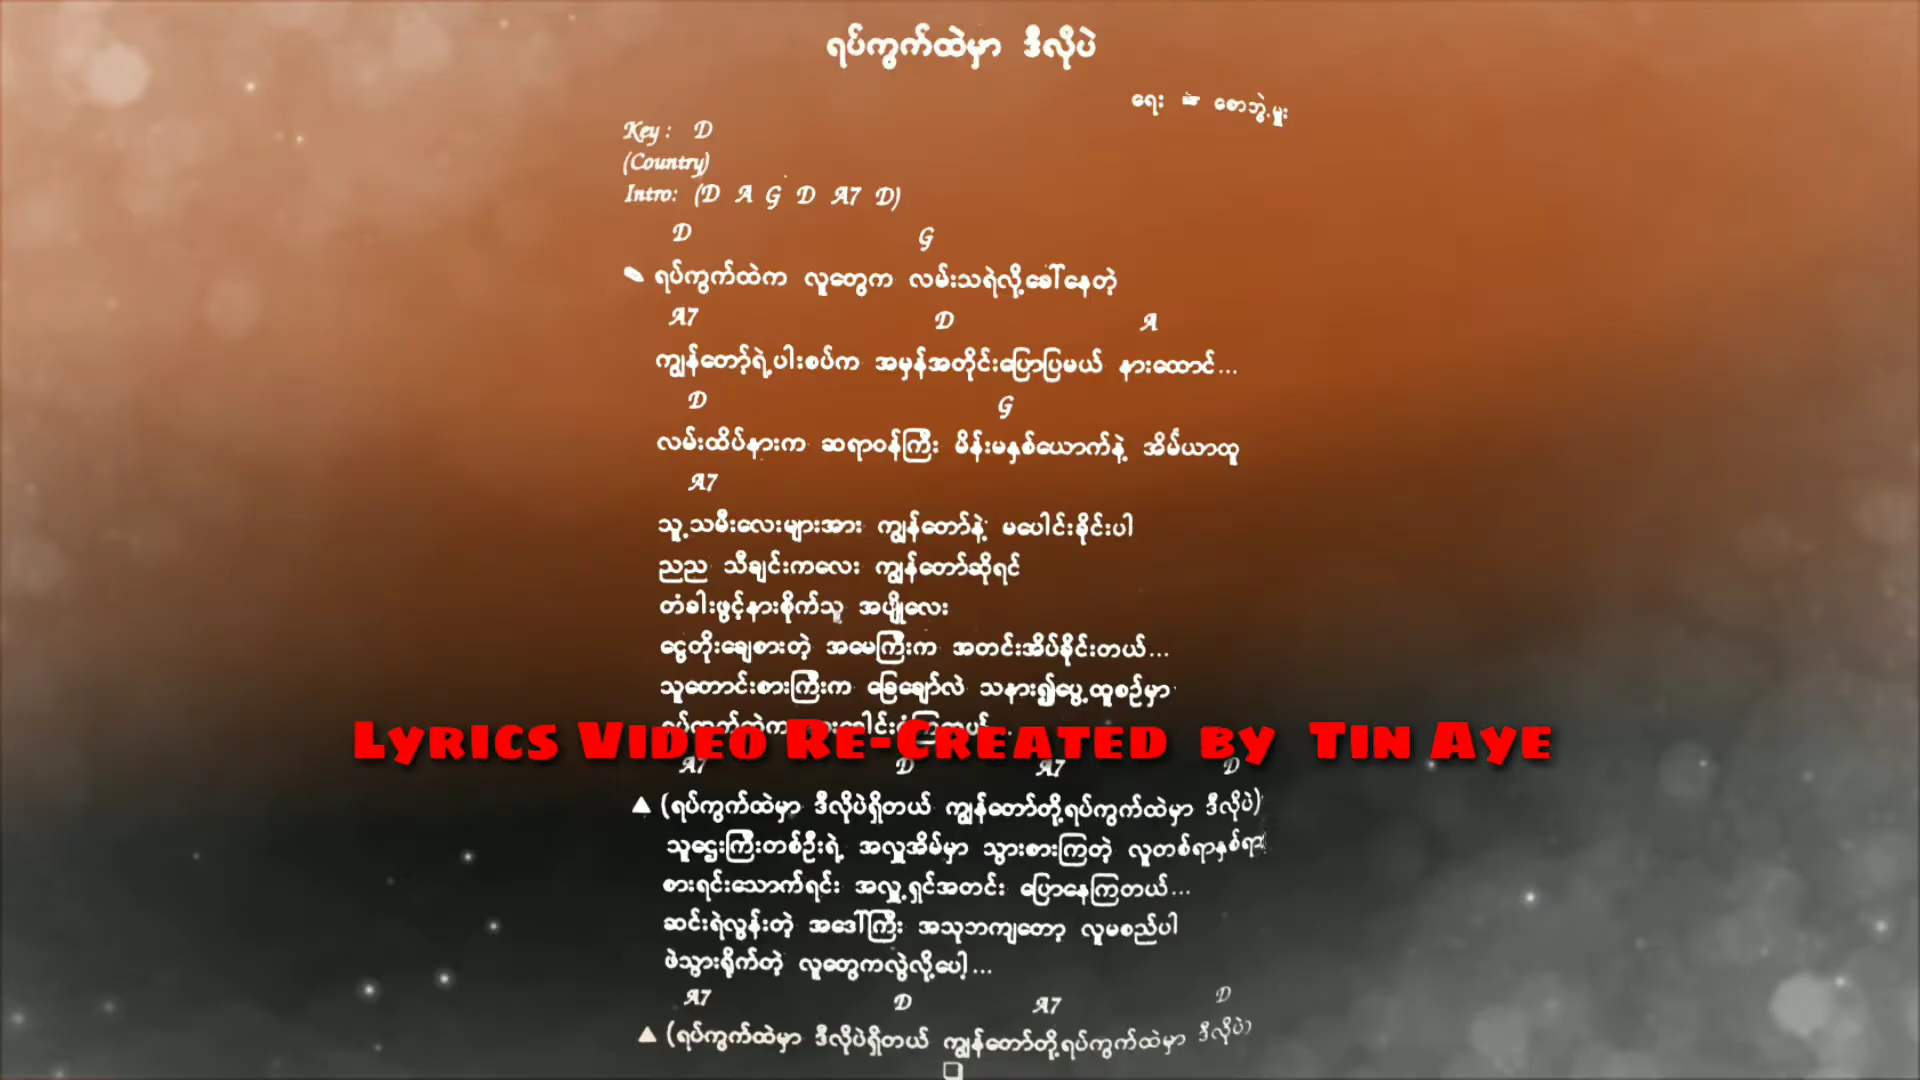 ရပ်ကွက်ထဲမှာ ဒီလိုပဲ
ရေး စောဘွဲ့မှူး
Key : D
(Country)
Intro: (D A G D A7 D)
D G
ရပ်ကွက်ထဲက လူတွေက လမ်းသရဲလို့ခေါ်နေတဲ့
A7 D A
ကျွန်တော့်ရဲ့ပါးစပ်က အမှန်အတိုင်းပြောပြမယ် နားထောင်...
D G
လမ်းထိပ်နားက ဆရာဝန်ကြီး မိန်းမနှစ်ယောက်နဲ့ အိမ်ယာထူ
A7
သူ့သမီးလေးများအား ကျွန်တော်နဲ့ မပေါင်းခိုင်းပါ
ညည သီချင်းကလေး ကျွန်တော်ဆိုရင်
တံခါးဖွင့်နားစိုက်သူ အပျိုလေး
ငွေတိုးချေစားတဲ့ အမေကြီးက အတင်းအိပ်ခိုင်းတယ်...
သူတောင်းစားကြီးက ခြေချော်လဲ သနား၍ပွေ့ထူစဉ်မှာ
Lyrics Video Re-Created by Tin Aye
A7 D A7 D
▲ (ရပ်ကွက်ထဲမှာ ဒီလိုပဲရှိတယ် ကျွန်တော်တို့ရပ်ကွက်ထဲမှာ ဒီလိုပဲ)
သူဌေးကြီးတစ်ဦးရဲ့ အလှူအိမ်မှာ သွားစားကြတဲ့ လူတစ်ရာနှစ်ရာ
စားရင်းသောက်ရင်း အလှူ့ရှင်အတင်း ပြောနေကြတယ်...
ဆင်းရဲလွန်းတဲ့ အဒေါ်ကြီး အသုဘကျတော့ လူမစည်ပါ
ဖဲသွားရိုက်တဲ့ လူတွေကလွဲလို့ပေါ့...
A7 D A7 D
▲ (ရပ်ကွက်ထဲမှာ ဒီလိုပဲရှိတယ် ကျွန်တော်တို့ရပ်ကွက်ထဲမှာ ဒီလိုပဲ)